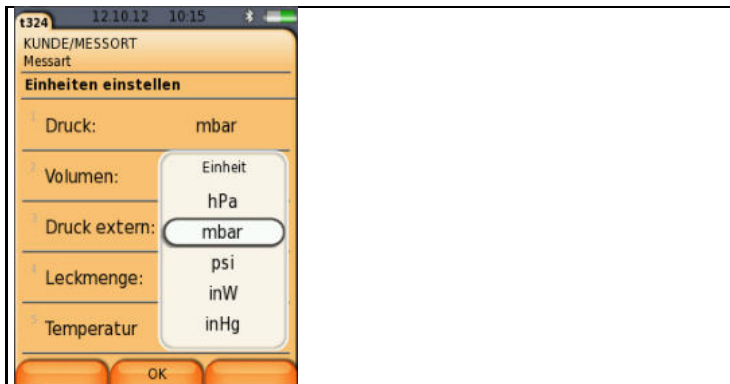 t324 12.10.12 10:15
KUNDE/MESSORT
Messart
Einheiten einstellen
1 Druck: mbar
2 Volumen:
3 Druck extern:
4 Leckmenge:
5 Temperatur
Einheit
hPa
mbar
psi
inW
inHg
OK